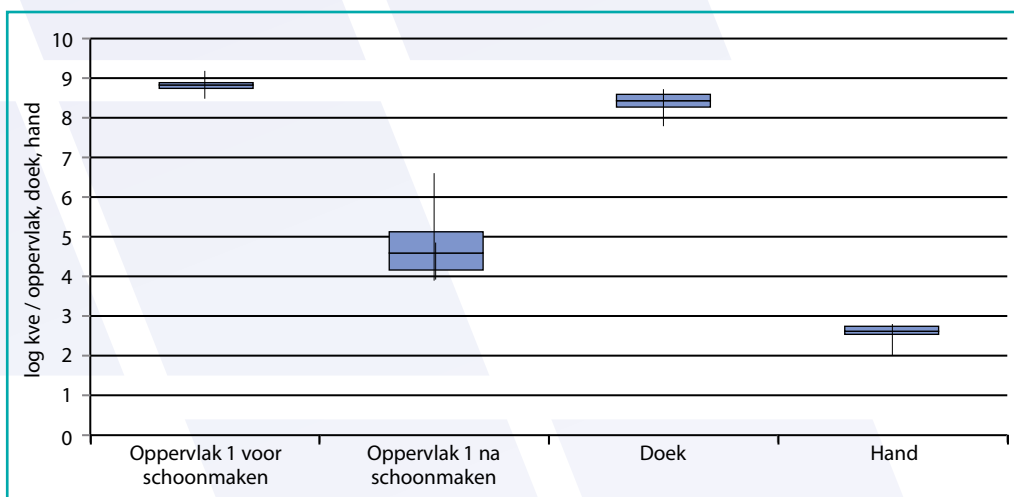 log kve / oppervlak, doek, hand
10
9
8
7
6
5
4
3
2
1
0
Oppervlak 1 voor
schoonmaken
Oppervlak 1 na
schoonmaken
Doek
Hand